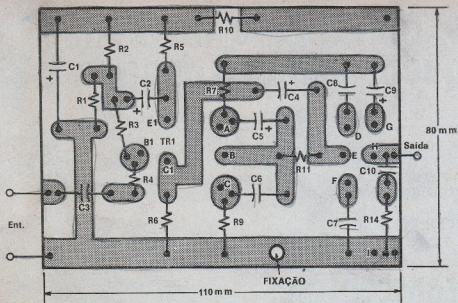 R10
R2
R5
C1
+
C2
+
R7
C4
+
C8
C9
+
R1
R3
E1
A
C5
+
D
G
80 mm
B1
TR1
C1
B
R11
E
H
Saída
R4
C10
C3
C
C6
F
Ent.
R6
R9
C7
R14
I
FIXAÇÃO
110 mm